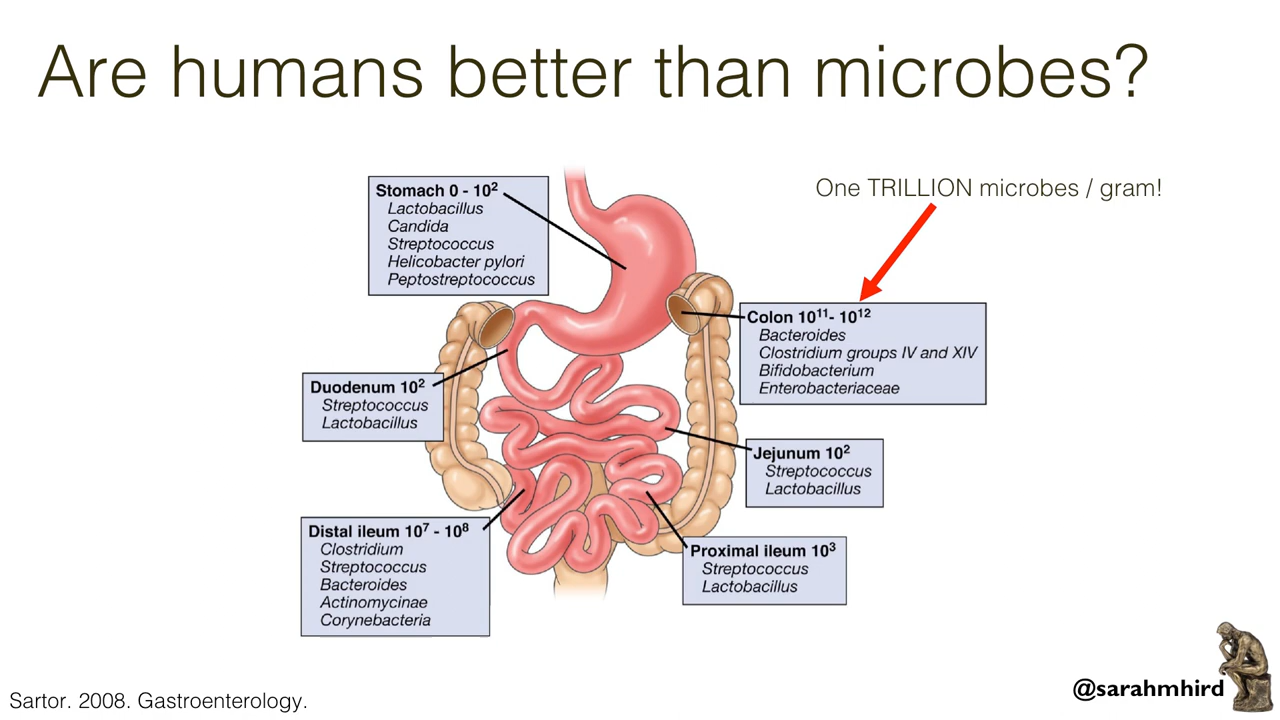 Are humans better than microbes?
One TRILLION microbes / gram!
Stomach 0 - 10²
Lactobacillus
Candida
Streptococcus
Helicobacter pylori
Peptostreptococcus
Colon 10¹¹- 10¹²
Bacteroides
Clostridium groups IV and XIV
Bifidobacterium
Enterobacteriaceae
Duodenum 10²
Streptococcus
Lactobacillus
Jejunum 10²
Streptococcus
Lactobacillus
Distal ileum 10⁷ - 10⁸
Clostridium
Streptococcus
Bacteroides
Actinomycinae
Corynebacteria
Proximal ileum 10³
Streptococcus
Lactobacillus
Sartor. 2008. Gastroenterology.
@sarahmhird